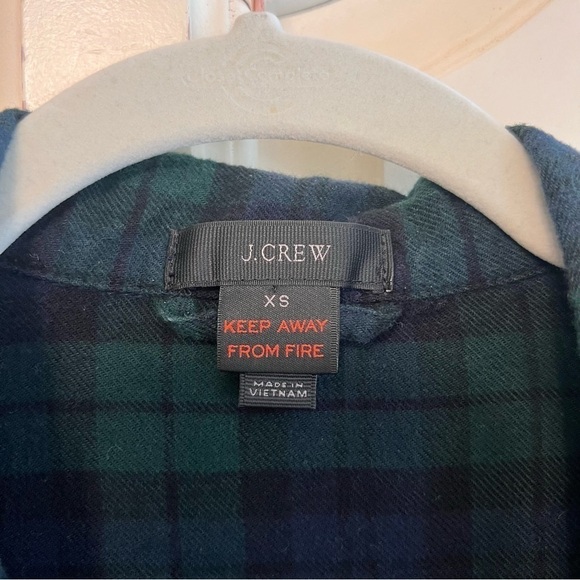 J.CREW
XS
KEEP AWAY
FROM FIRE
MADE IN
VIETNAM